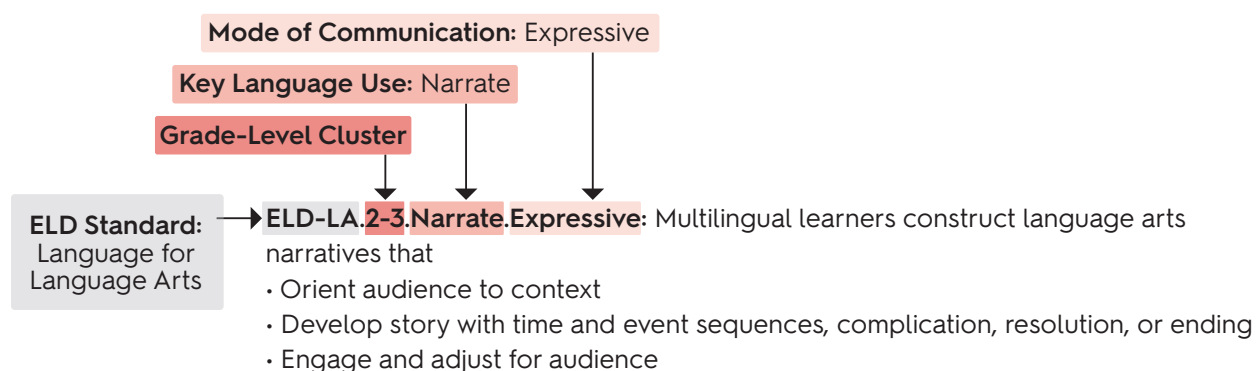 Mode of Communication: Expressive
Key Language Use: Narrate
Grade-Level Cluster
ELD Standard:
Language for
Language Arts
ELD-LA.2-3.Narrate.Expressive: Multilingual learners construct language arts
narratives that
• Orient audience to context
• Develop story with time and event sequences, complication, resolution, or ending
• Engage and adjust for audience